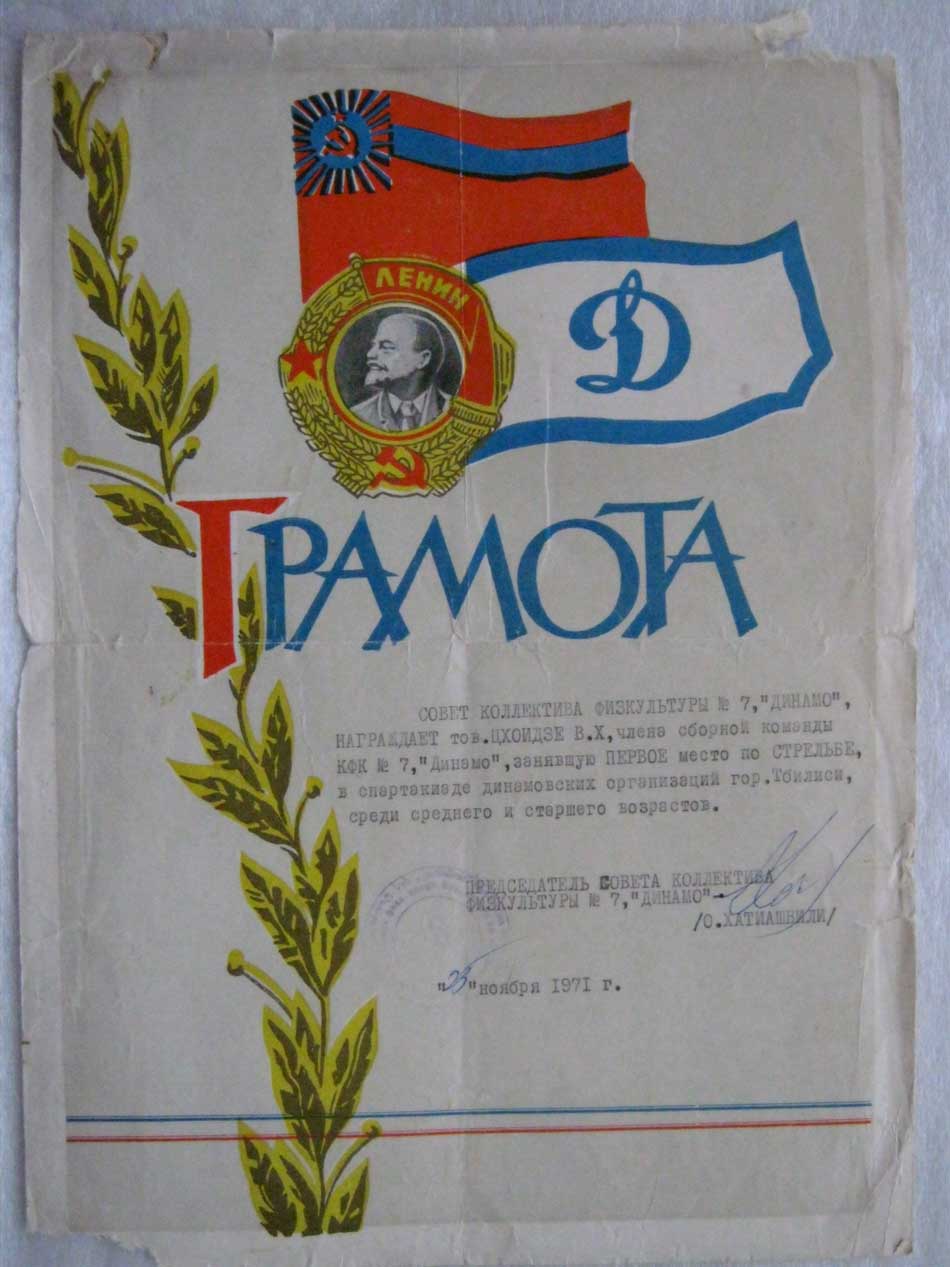 ЛЕНИН
Д
ГРАМОТА
СОВЕТ КОЛЛЕКТИВА ФИЗКУЛЬТУРЫ № 7,"ДИНАМО",
НАГРАЖДАЕТ тов.ЦХОИДЗЕ В.Х,члена сборной команды
КФК № 7,"Динамо",занявшую ПЕРВОЕ место по СТРЕЛЬБЕ,
в спартакиаде динамовских организаций гор.Тбилиси,
среди среднего и старшего возрастов.
ПРЕДСЕДАТЕЛЬ СОВЕТА КОЛЛЕКТИВА
ФИЗКУЛЬТУРЫ № 7,"ДИНАМО"-
/О.ХАТИАШВИЛИ/
"25"ноября 1971 г.